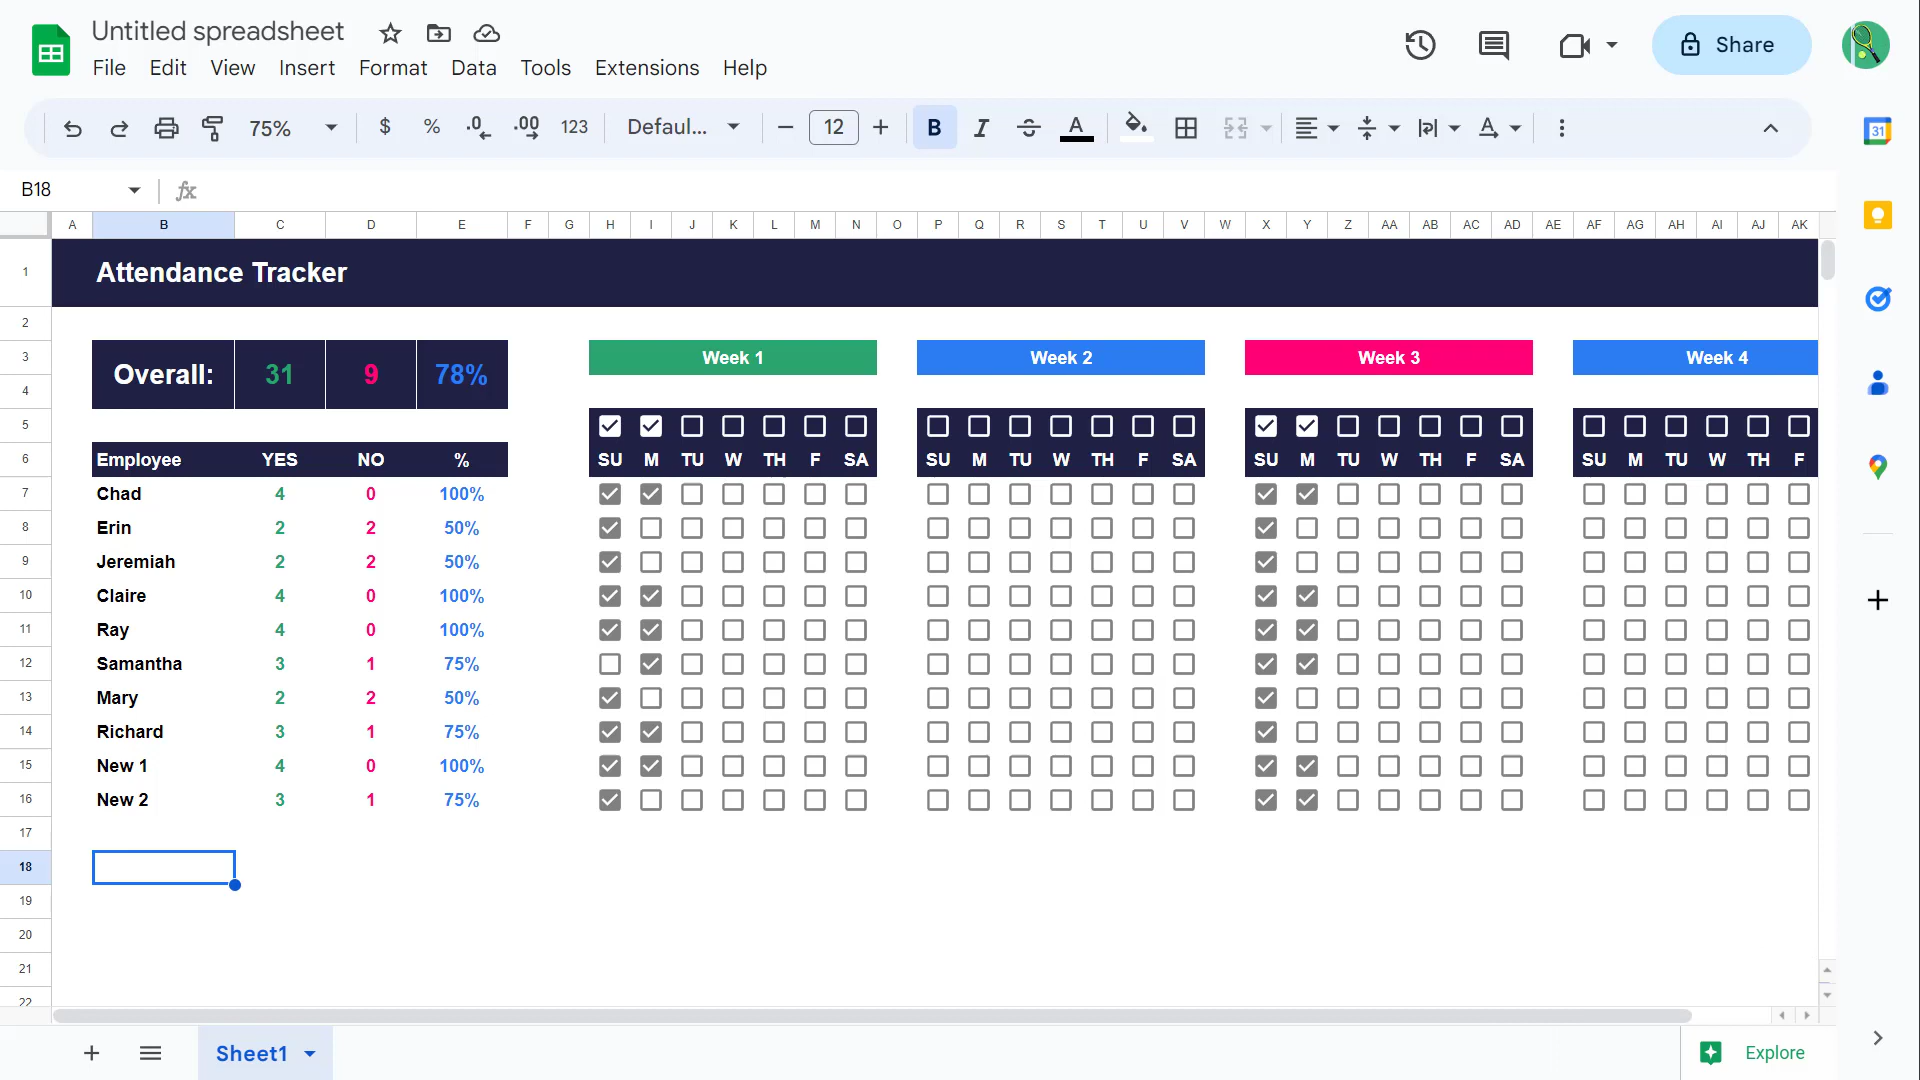 Untitled spreadsheet
File Edit View Insert Format Data Tools Extensions Help
Share
75% $ % .0 .00 123 Defaul... 12 B I A A
31
B18 fx
A B C D E F G H I J K L M N O P Q R S T U V W X Y Z AA AB AC AD AE AF AG AH AI AJ AK
1 Attendance Tracker
2
3 Overall: 31 9 78% Week 1 Week 2 Week 3 Week 4
4
5
6 Employee YES NO % SU M TU W TH F SA SU M TU W TH F SA SU M TU W TH F SA SU M TU W TH F
7 Chad 4 0 100%
8 Erin 2 2 50%
9 Jeremiah 2 2 50%
10 Claire 4 0 100%
11 Ray 4 0 100%
12 Samantha 3 1 75%
13 Mary 2 2 50%
14 Richard 3 1 75%
15 New 1 4 0 100%
16 New 2 3 1 75%
17
18
19
20
21
22
Sheet1
Explore